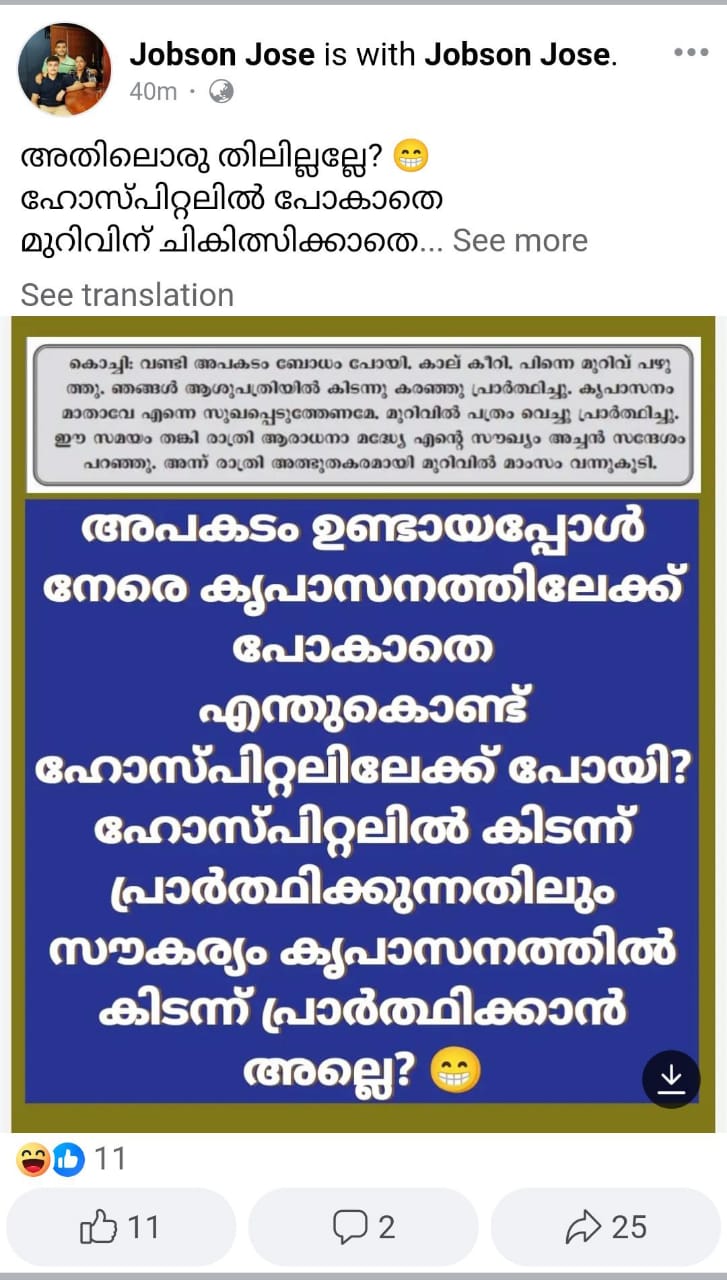 Jobson Jose is with Jobson Jose.
40m
അതിലൊരു തിലില്ലല്ലേ? 😁
ഹോസ്പിറ്റലിൽ പോകാതെ
മുറിവിന് ചികിത്സിക്കാതെ... See more
See translation
കൊച്ചി: വണ്ടി അപകടം ബോധം പോയി. കാല് കീറി. പിന്നെ മുറിവ് പഴു
ത്തു. ഞങ്ങൾ ആശുപത്രിയിൽ കിടന്നു കരഞ്ഞു പ്രാർത്ഥിച്ചു. കൃപാസനം
മാതാവേ എന്നെ സുഖപ്പെടുത്തേണമേ. മുറിവിൽ പത്രം വെച്ചു പ്രാർത്ഥിച്ചു.
ഈ സമയം തങ്കി രാത്രി ആരാധനാ മദ്ധ്യേ എന്റെ സൗഖ്യം അച്ചൻ സന്ദേശം
പറഞ്ഞു. അന്ന് രാത്രി അത്ഭുതകരമായി മുറിവിൽ മാംസം വന്നുകൂടി.
അപകടം ഉണ്ടായപ്പോൾ
നേരെ കൃപാസനത്തിലേക്ക്
പോകാതെ
എന്തുകൊണ്ട്
ഹോസ്പിറ്റലിലേക്ക് പോയി?
ഹോസ്പിറ്റലിൽ കിടന്ന്
പ്രാർത്ഥിക്കുന്നതിലും
സൗകര്യം കൃപാസനത്തിൽ
കിടന്ന് പ്രാർത്ഥിക്കാൻ
അല്ലെ? 😁
11
11
2
25